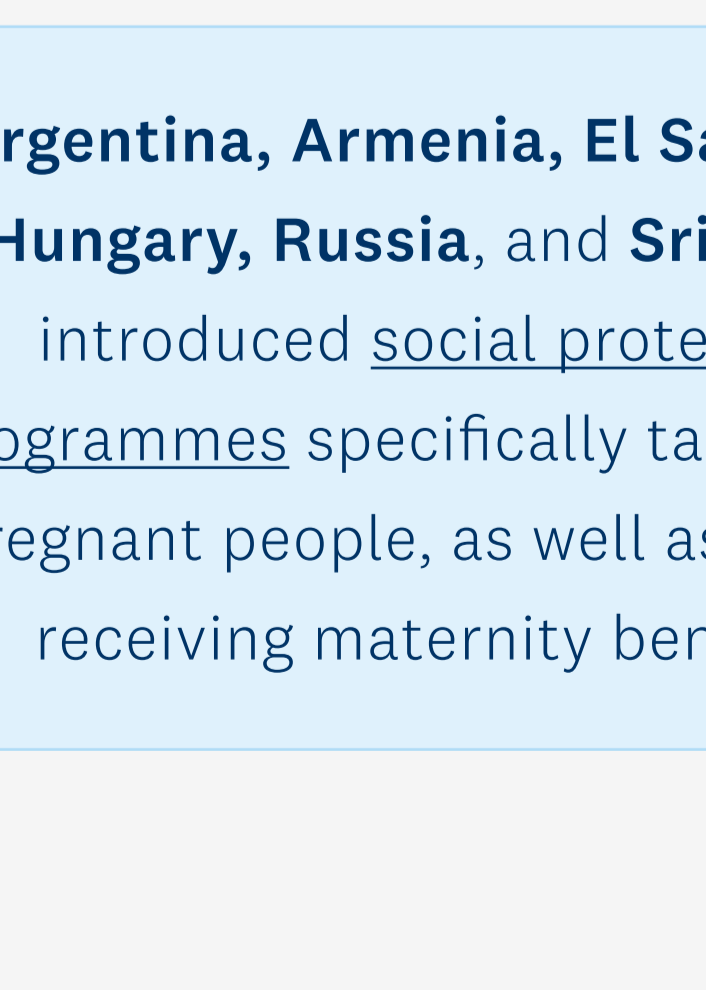 rgentina, Armenia, El Sa
Hungary, Russia, and Sri
introduced social prote
ogrammes specifically ta
regnant people, as well as
receiving maternity ben